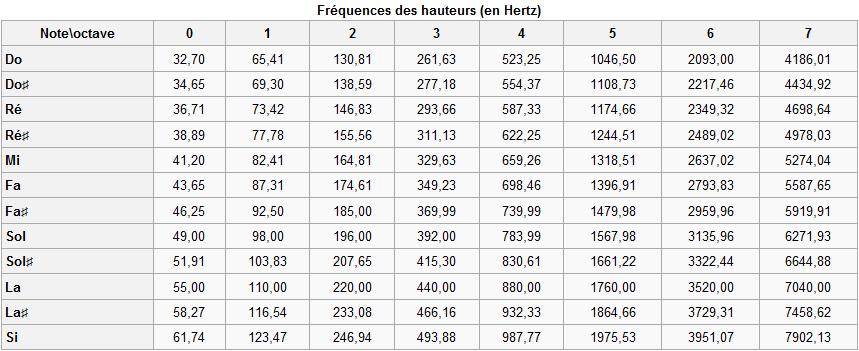 Fréquences des hauteurs (en Hertz)
Note\octave 0 1 2 3 4 5 6 7
Do 32,70 65,41 130,81 261,63 523,25 1046,50 2093,00 4186,01
Do♯ 34,65 69,30 138,59 277,18 554,37 1108,73 2217,46 4434,92
Ré 36,71 73,42 146,83 293,66 587,33 1174,66 2349,32 4698,64
Ré♯ 38,89 77,78 155,56 311,13 622,25 1244,51 2489,02 4978,03
Mi 41,20 82,41 164,81 329,63 659,26 1318,51 2637,02 5274,04
Fa 43,65 87,31 174,61 349,23 698,46 1396,91 2793,83 5587,65
Fa♯ 46,25 92,50 185,00 369,99 739,99 1479,98 2959,96 5919,91
Sol 49,00 98,00 196,00 392,00 783,99 1567,98 3135,96 6271,93
Sol♯ 51,91 103,83 207,65 415,30 830,61 1661,22 3322,44 6644,88
La 55,00 110,00 220,00 440,00 880,00 1760,00 3520,00 7040,00
La♯ 58,27 116,54 233,08 466,16 932,33 1864,66 3729,31 7458,62
Si 61,74 123,47 246,94 493,88 987,77 1975,53 3951,07 7902,13